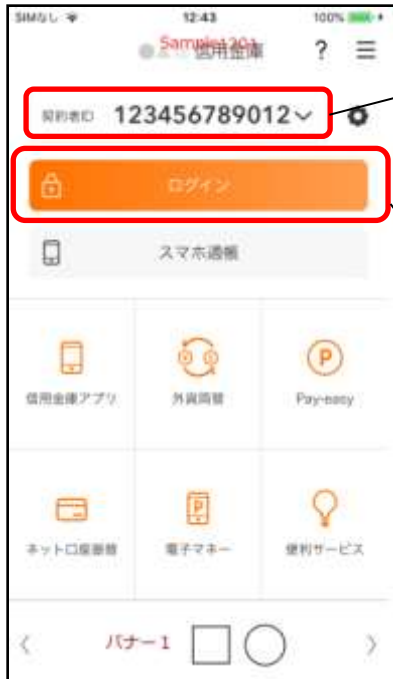 SIMなし 12:43 100%
Sample1201
信用金庫 ?
契約者ID 123456789012
ログイン
スマホ通帳
信用金庫アプリ 外貨両替 Pay-easy
ネット口座振替 電子マネー 便利サービス
バナー1